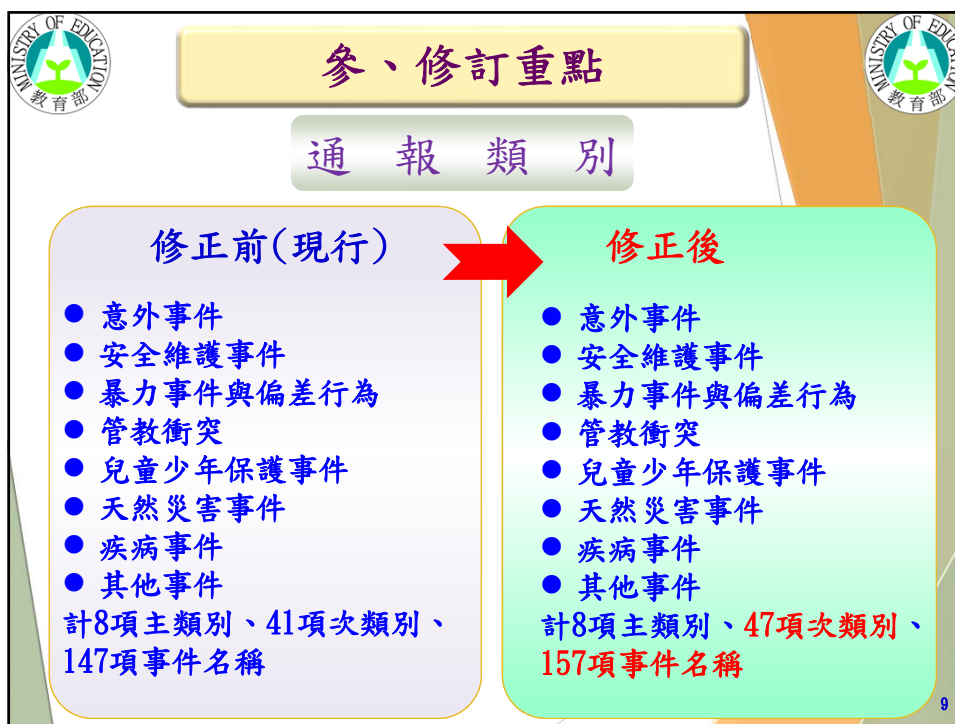 MINISTRY OF EDUCATION
教育部
參、修訂重點
MINISTRY OF EDUCATION
教育部
通 報 類 別
修正前(現行)
● 意外事件
● 安全維護事件
● 暴力事件與偏差行為
● 管教衝突
● 兒童少年保護事件
● 天然災害事件
● 疾病事件
● 其他事件
計8項主類別、41項次類別、
147項事件名稱
修正後
● 意外事件
● 安全維護事件
● 暴力事件與偏差行為
● 管教衝突
● 兒童少年保護事件
● 天然災害事件
● 疾病事件
● 其他事件
計8項主類別、47項次類別、
157項事件名稱
9